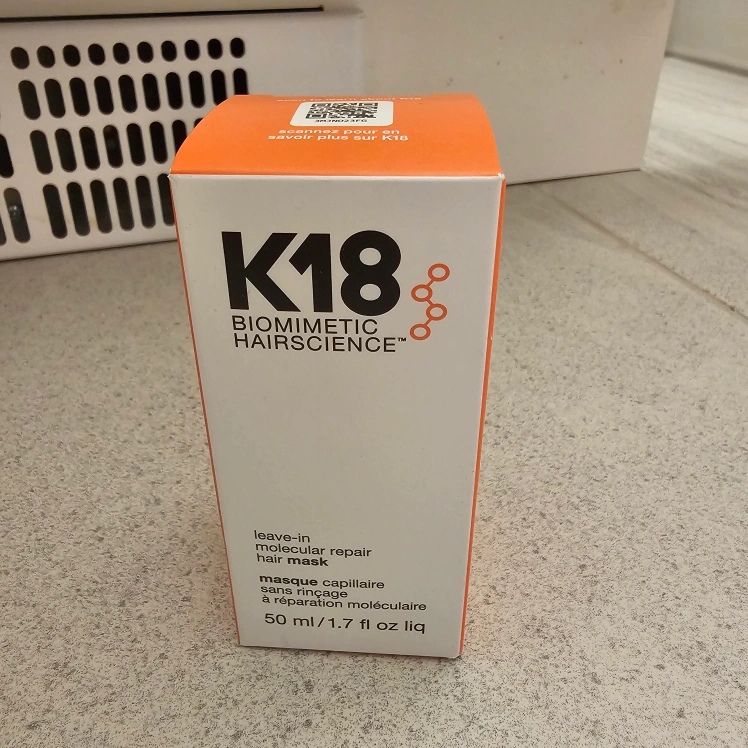 3M3ND23FG
scannez pour en
savoir plus sur K18
K18
BIOMIMETIC
HAIRSCIENCE™
leave-in
molecular repair
hair mask
masque capillaire
sans rinçage
à réparation moléculaire
50 ml/1.7 fl oz liq